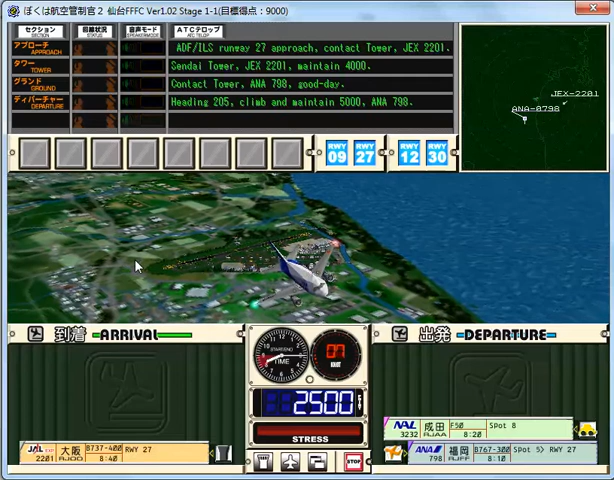 ぼくは航空管制官2 仙台FFFC Ver1.02 Stage 1-1(目標得点：9000)
セクション SECTION 回線状況 STATUS 音声モード SPEAKERMODE ATCテロップ ATC TELOP
アプローチ APPROACH ADF/ILS runway 27 approach, contact Tower, JEX 2201.
タワー TOWER Sendai Tower, JEX 2201, maintain 4000.
グランド GROUND Contact Tower, ANA 798, good-day.
ディパーチャー DEPARTURE Heading 205, climb and maintain 5000, ANA 798.
JEX-2201
ANA-0798
RWY 09 RWY 27 RWY 12 RWY 30
到着 ARRIVAL
出発 DEPARTURE
TIME
2500
STRESS
NAL 成田 F50 Spot 8
3232 RJAA 8:20
JAL 大阪 B737-400 RWY 27
2201 RJOO 8:40
ANA 福岡 B767-300 Spot 5> RWY 27
798 RJFF 8:10
STOP